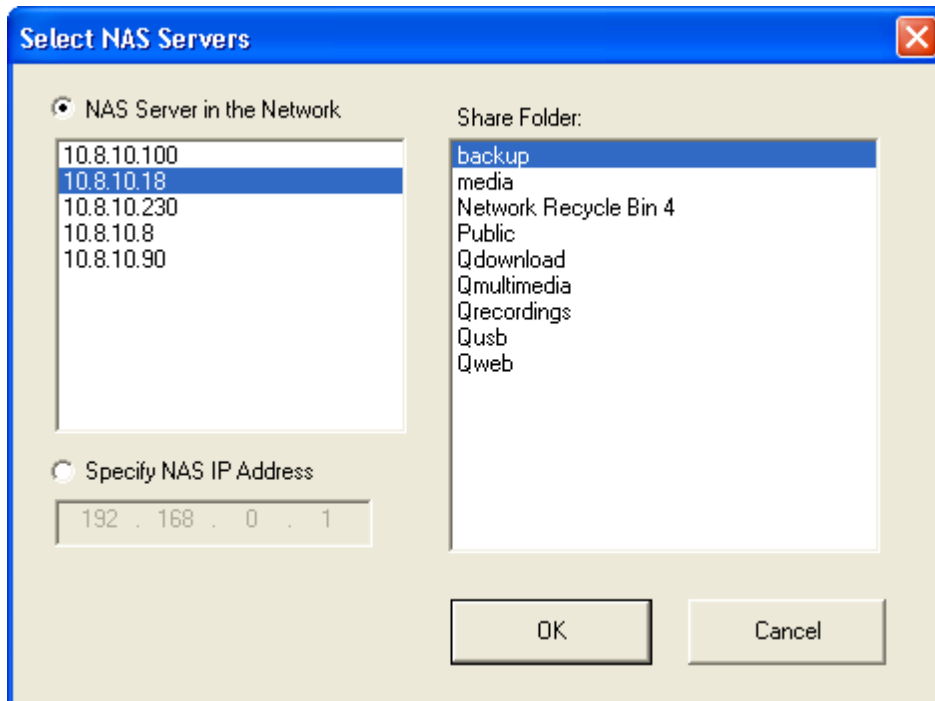 Select NAS Servers
NAS Server in the Network
10.8.10.100
10.8.10.18
10.8.10.230
10.8.10.8
10.8.10.90
Specify NAS IP Address
192 . 168 . 0 . 1
Share Folder:
backup
media
Network Recycle Bin 4
Public
Qdownload
Qmultimedia
Qrecordings
Qusb
Qweb
OK
Cancel